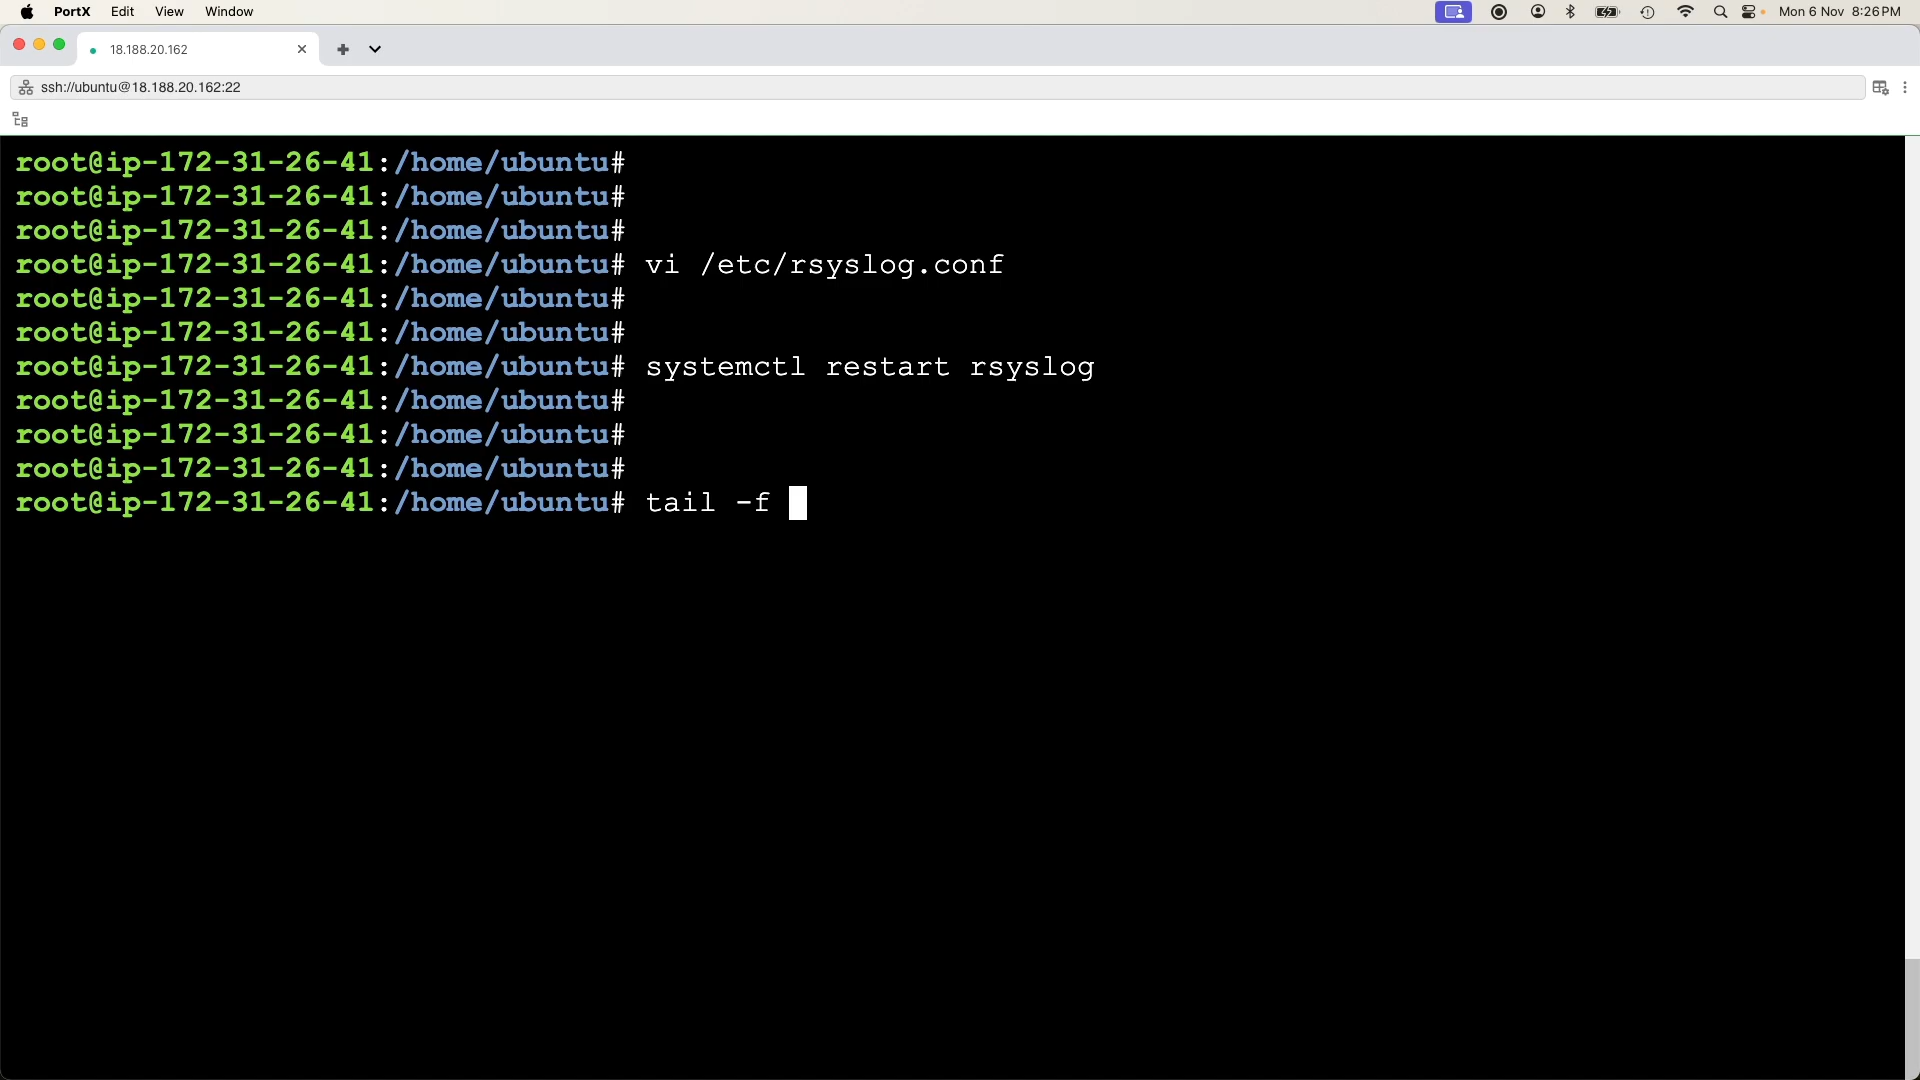 PortX Edit View Window Mon 6 Nov 8:26 PM
18.188.20.162
ssh://ubuntu@18.188.20.162:22
root@ip-172-31-26-41:/home/ubuntu#
root@ip-172-31-26-41:/home/ubuntu#
root@ip-172-31-26-41:/home/ubuntu#
root@ip-172-31-26-41:/home/ubuntu# vi /etc/rsyslog.conf
root@ip-172-31-26-41:/home/ubuntu#
root@ip-172-31-26-41:/home/ubuntu#
root@ip-172-31-26-41:/home/ubuntu# systemctl restart rsyslog
root@ip-172-31-26-41:/home/ubuntu#
root@ip-172-31-26-41:/home/ubuntu#
root@ip-172-31-26-41:/home/ubuntu#
root@ip-172-31-26-41:/home/ubuntu# tail -f